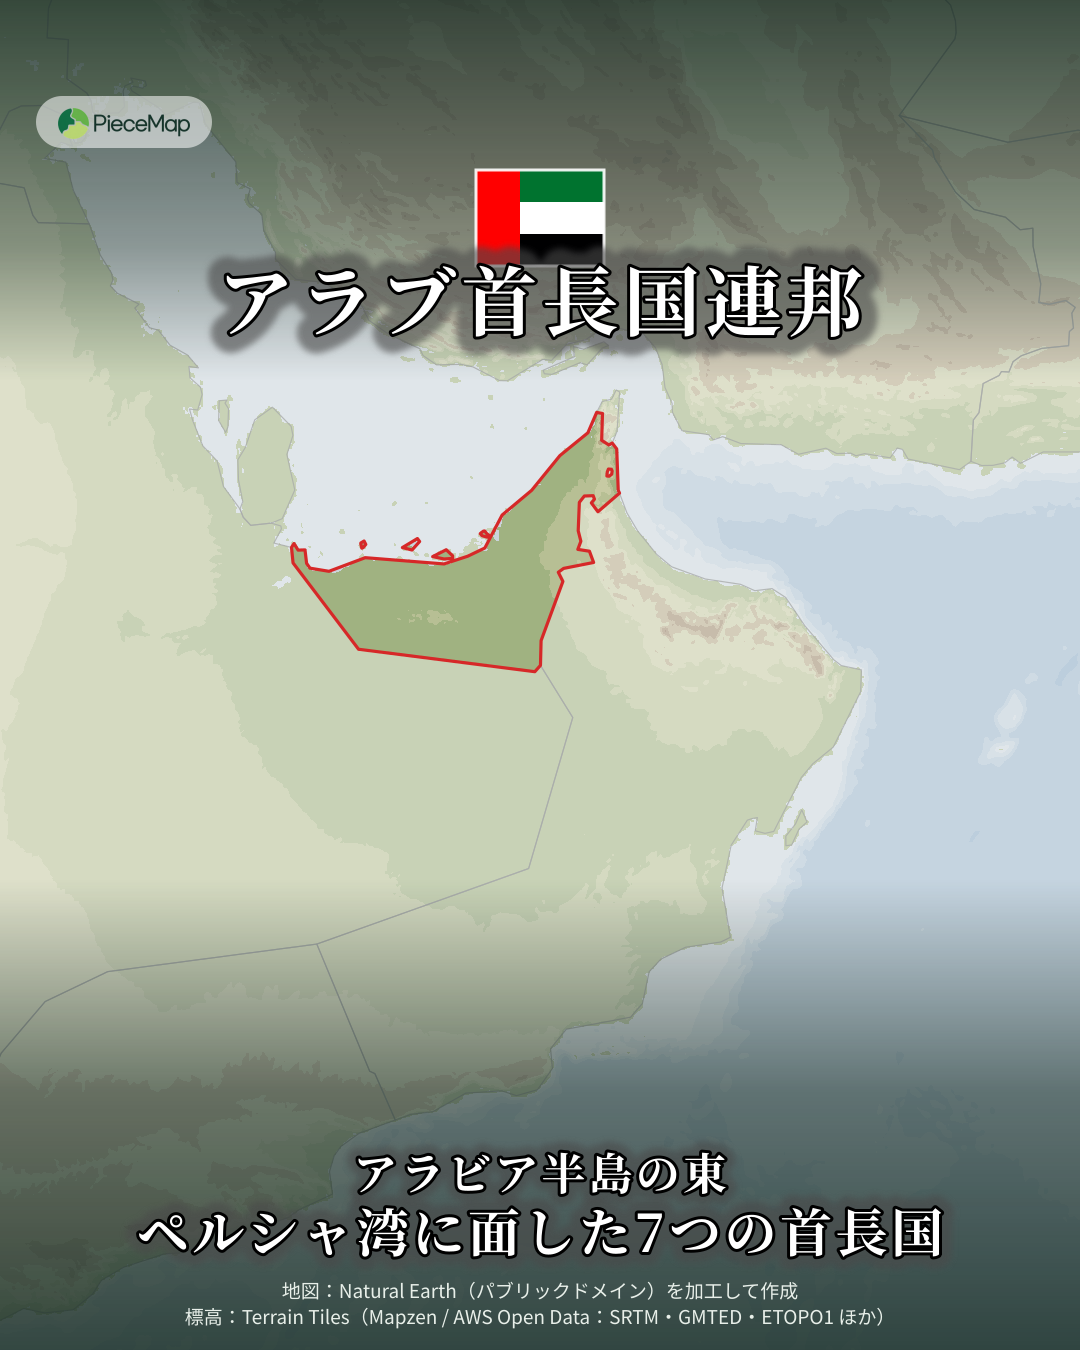 PieceMap
アラブ首長国連邦
アラビア半島の東
ペルシャ湾に面した7つの首長国
地図：Natural Earth（パブリックドメイン）を加工して作成
標高：Terrain Tiles（Mapzen / AWS Open Data：SRTM・GMTED・ETOPO1 ほか）